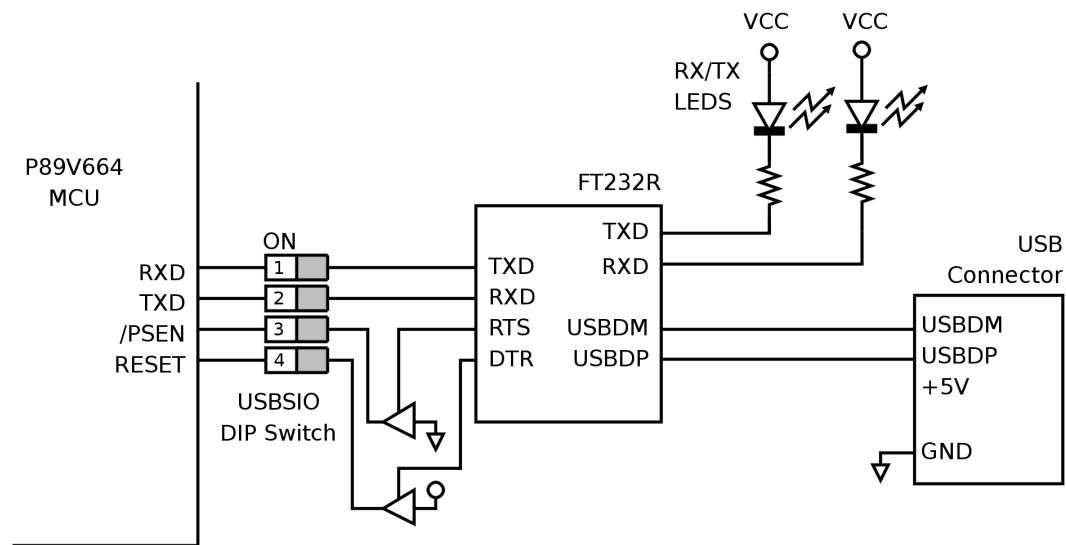 VCC
VCC
RX/TX
LEDS
P89V664
MCU
FT232R
ON
TXD
RXD
USB
Connector
RXD
TXD
/PSEN
RESET
1
2
3
4
TXD
RXD
RTS
DTR
USBDM
USBDP
USBDM
USBDP
+5V
GND
USBSIO
DIP Switch